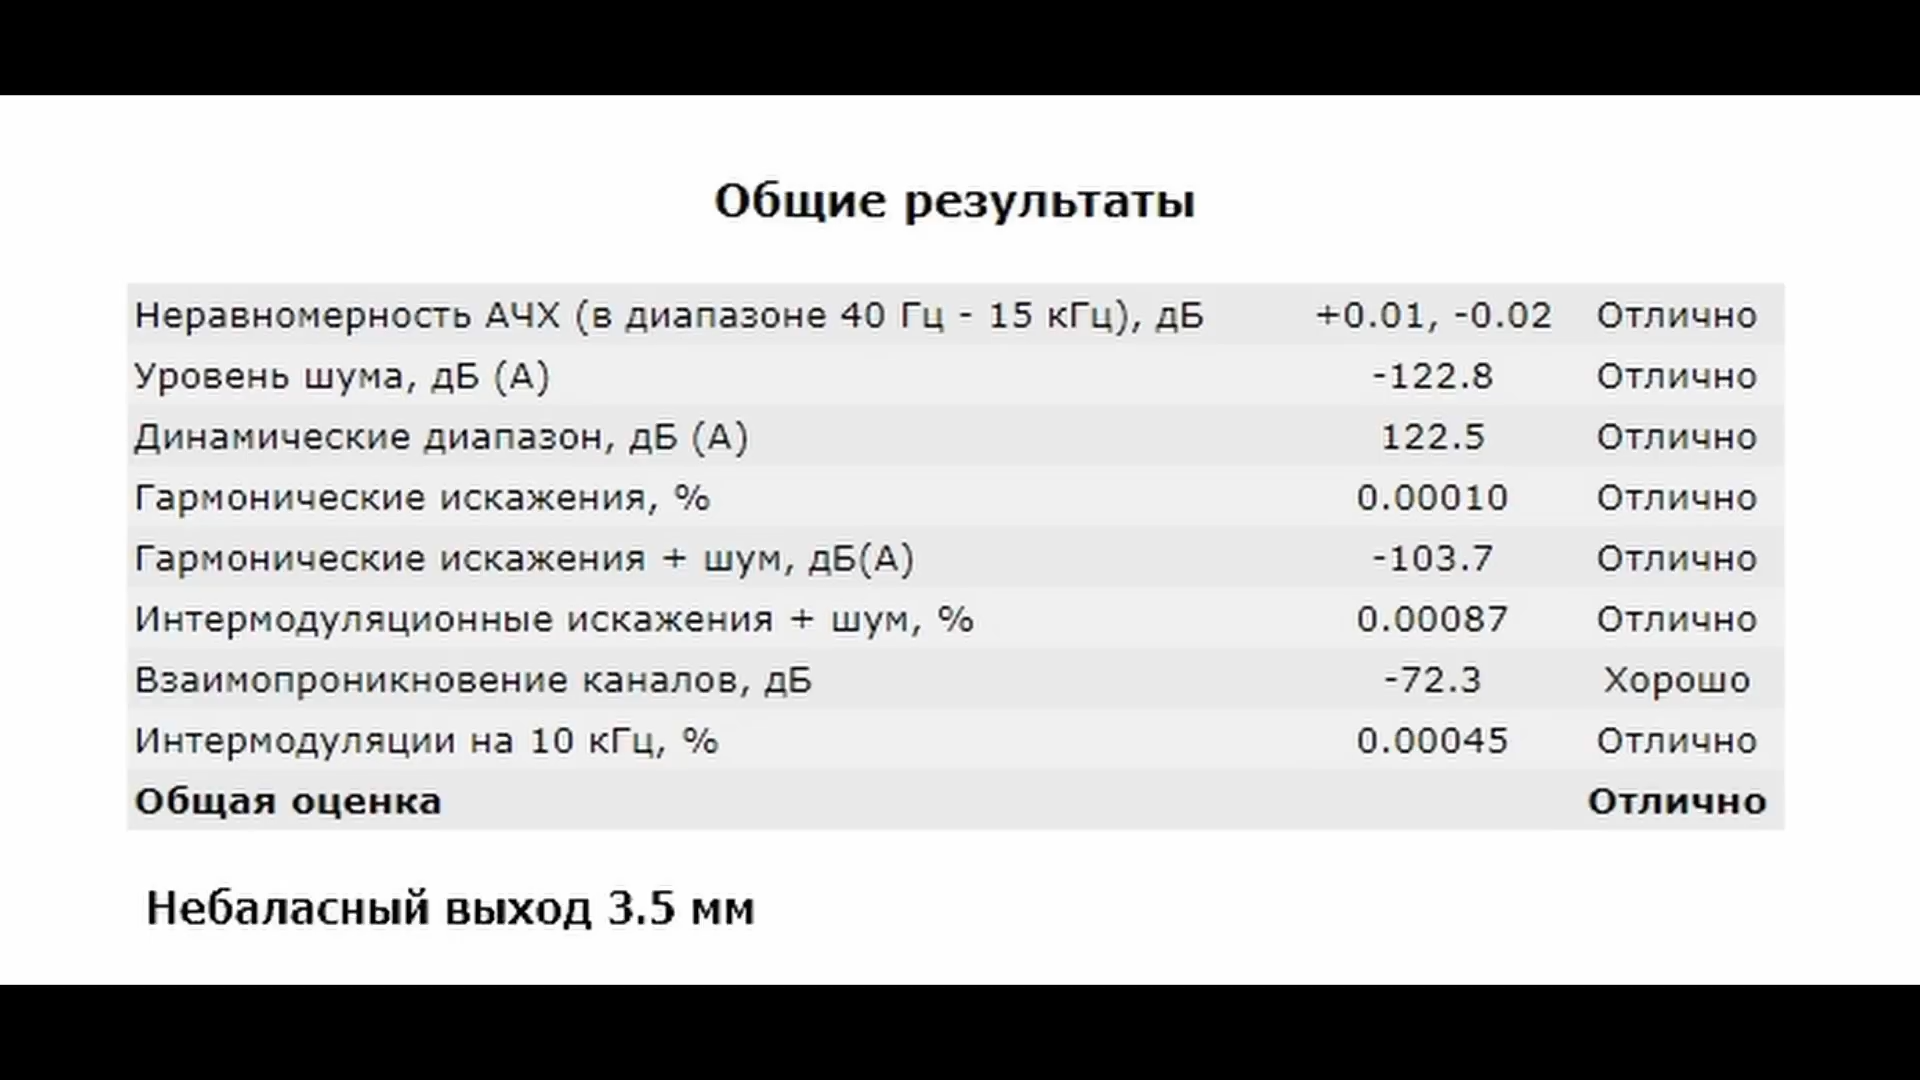 Общие результаты
Неравномерность АЧХ (в диапазоне 40 Гц - 15 кГц), дБ +0.01, -0.02 Отлично
Уровень шума, дБ (А) -122.8 Отлично
Динамические диапазон, дБ (А) 122.5 Отлично
Гармонические искажения, % 0.00010 Отлично
Гармонические искажения + шум, дБ(А) -103.7 Отлично
Интермодуляционные искажения + шум, % 0.00087 Отлично
Взаимопроникновение каналов, дБ -72.3 Хорошо
Интермодуляции на 10 кГц, % 0.00045 Отлично
Общая оценка Отлично
Небаласный выход 3.5 мм